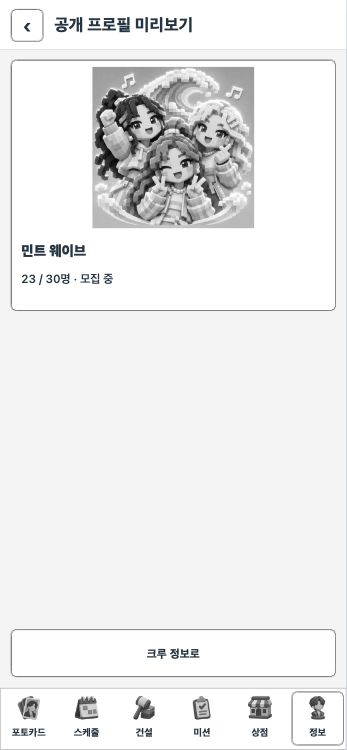 ‹ 공개 프로필 미리보기
민트 웨이브
23 / 30명 · 모집 중
크루 정보로
포토카드 스케줄 건설 미션 상점 정보